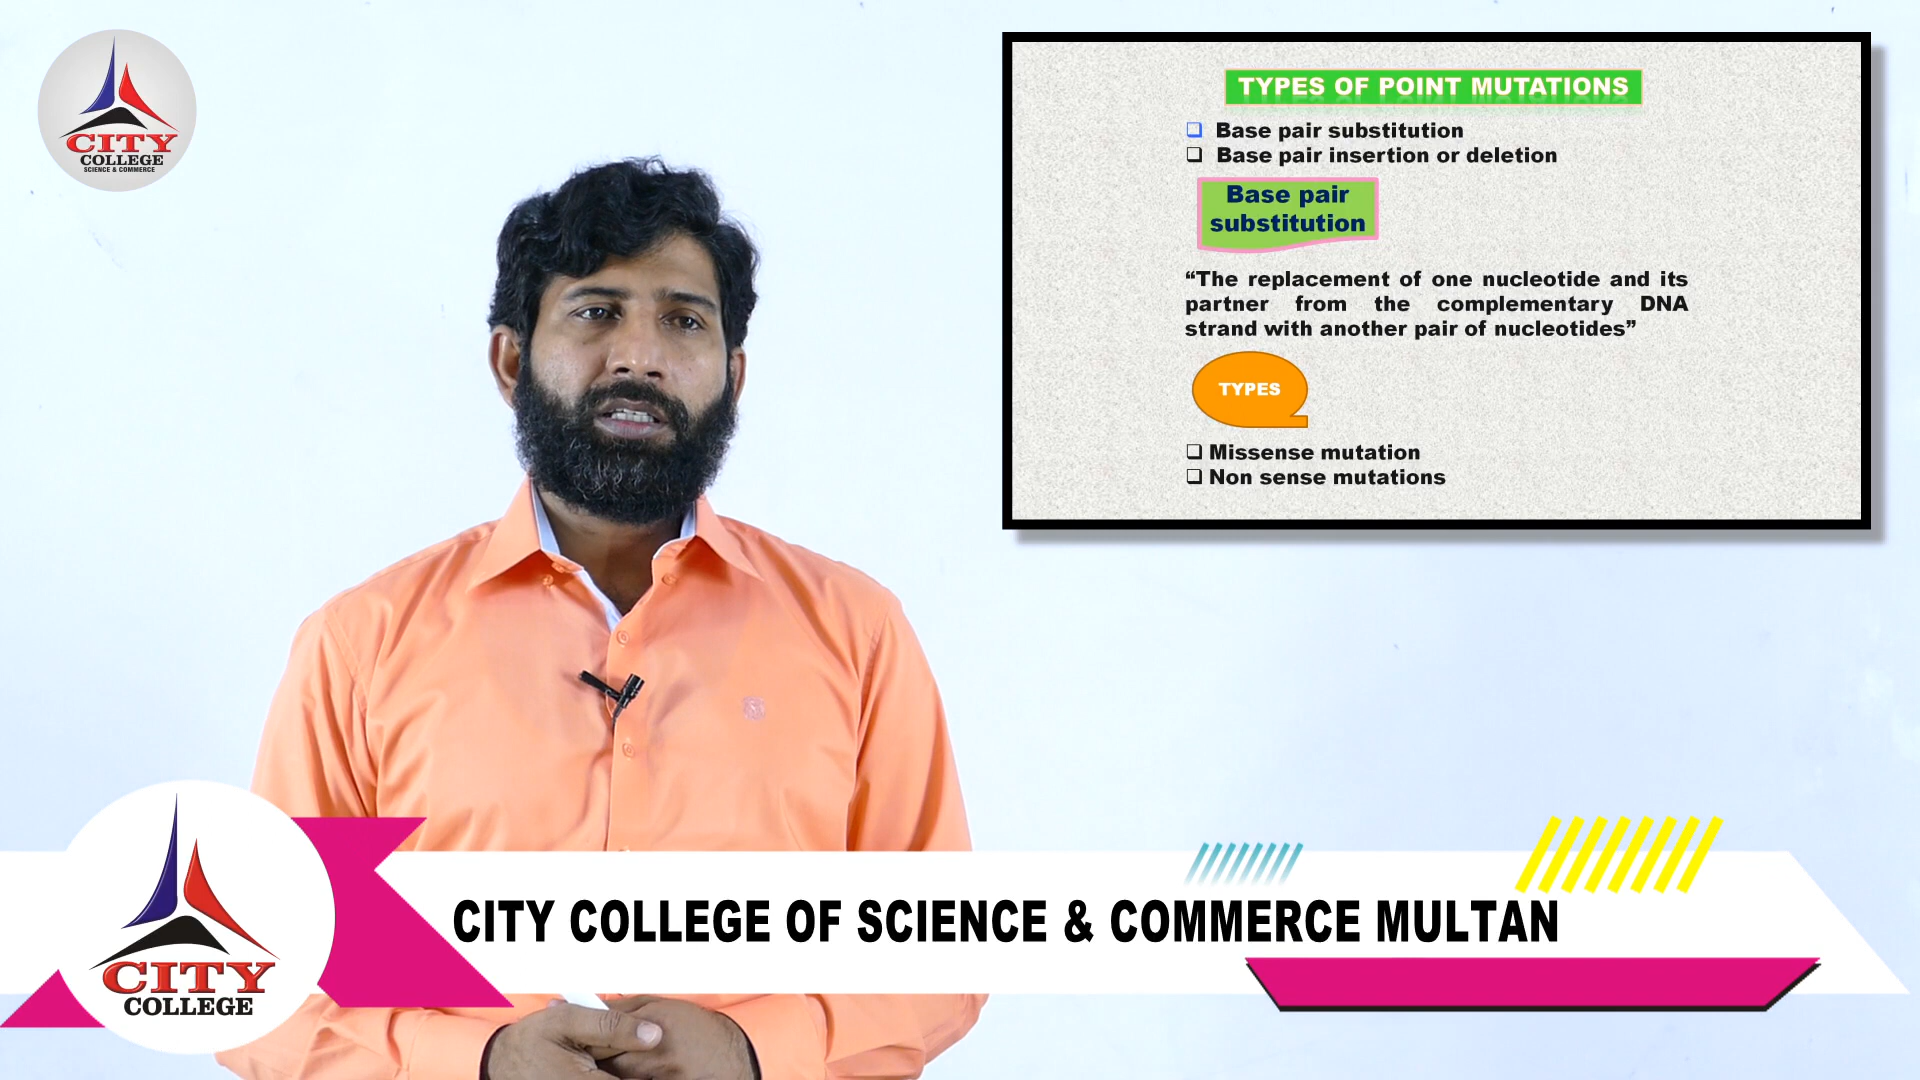 CITY
COLLEGE
SCIENCE & COMMERCE
TYPES OF POINT MUTATIONS
❑ Base pair substitution
❑ Base pair insertion or deletion
Base pair
substitution
“The replacement of one nucleotide and its
partner from the complementary DNA
strand with another pair of nucleotides”
TYPES
❑ Missense mutation
❑ Non sense mutations
CITY COLLEGE OF SCIENCE & COMMERCE MULTAN
CITY
COLLEGE